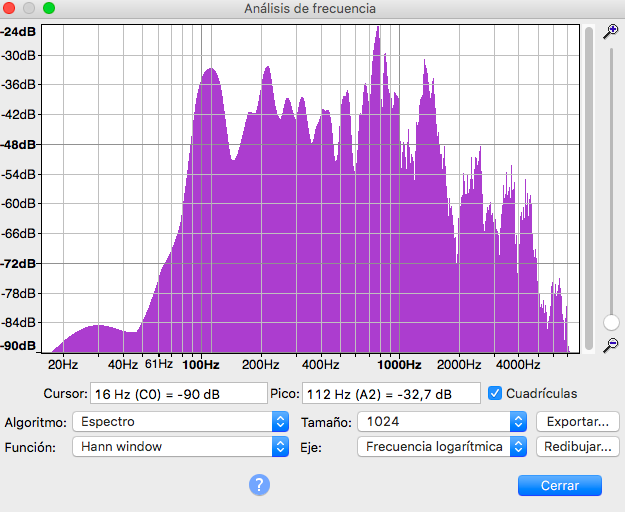 Análisis de frecuencia
-24dB
-30dB
-36dB
-42dB
-48dB
-54dB
-60dB
-66dB
-72dB
-78dB
-84dB
-90dB
20Hz 40Hz 61Hz 100Hz 200Hz 400Hz 1000Hz 2000Hz 4000Hz
Cursor: 16 Hz (C0) = -90 dB Pico: 112 Hz (A2) = -32,7 dB Cuadrículas
Algoritmo: Espectro Tamaño: 1024 Exportar...
Función: Hann window Eje: Frecuencia logarítmica Redibujar...
? Cerrar